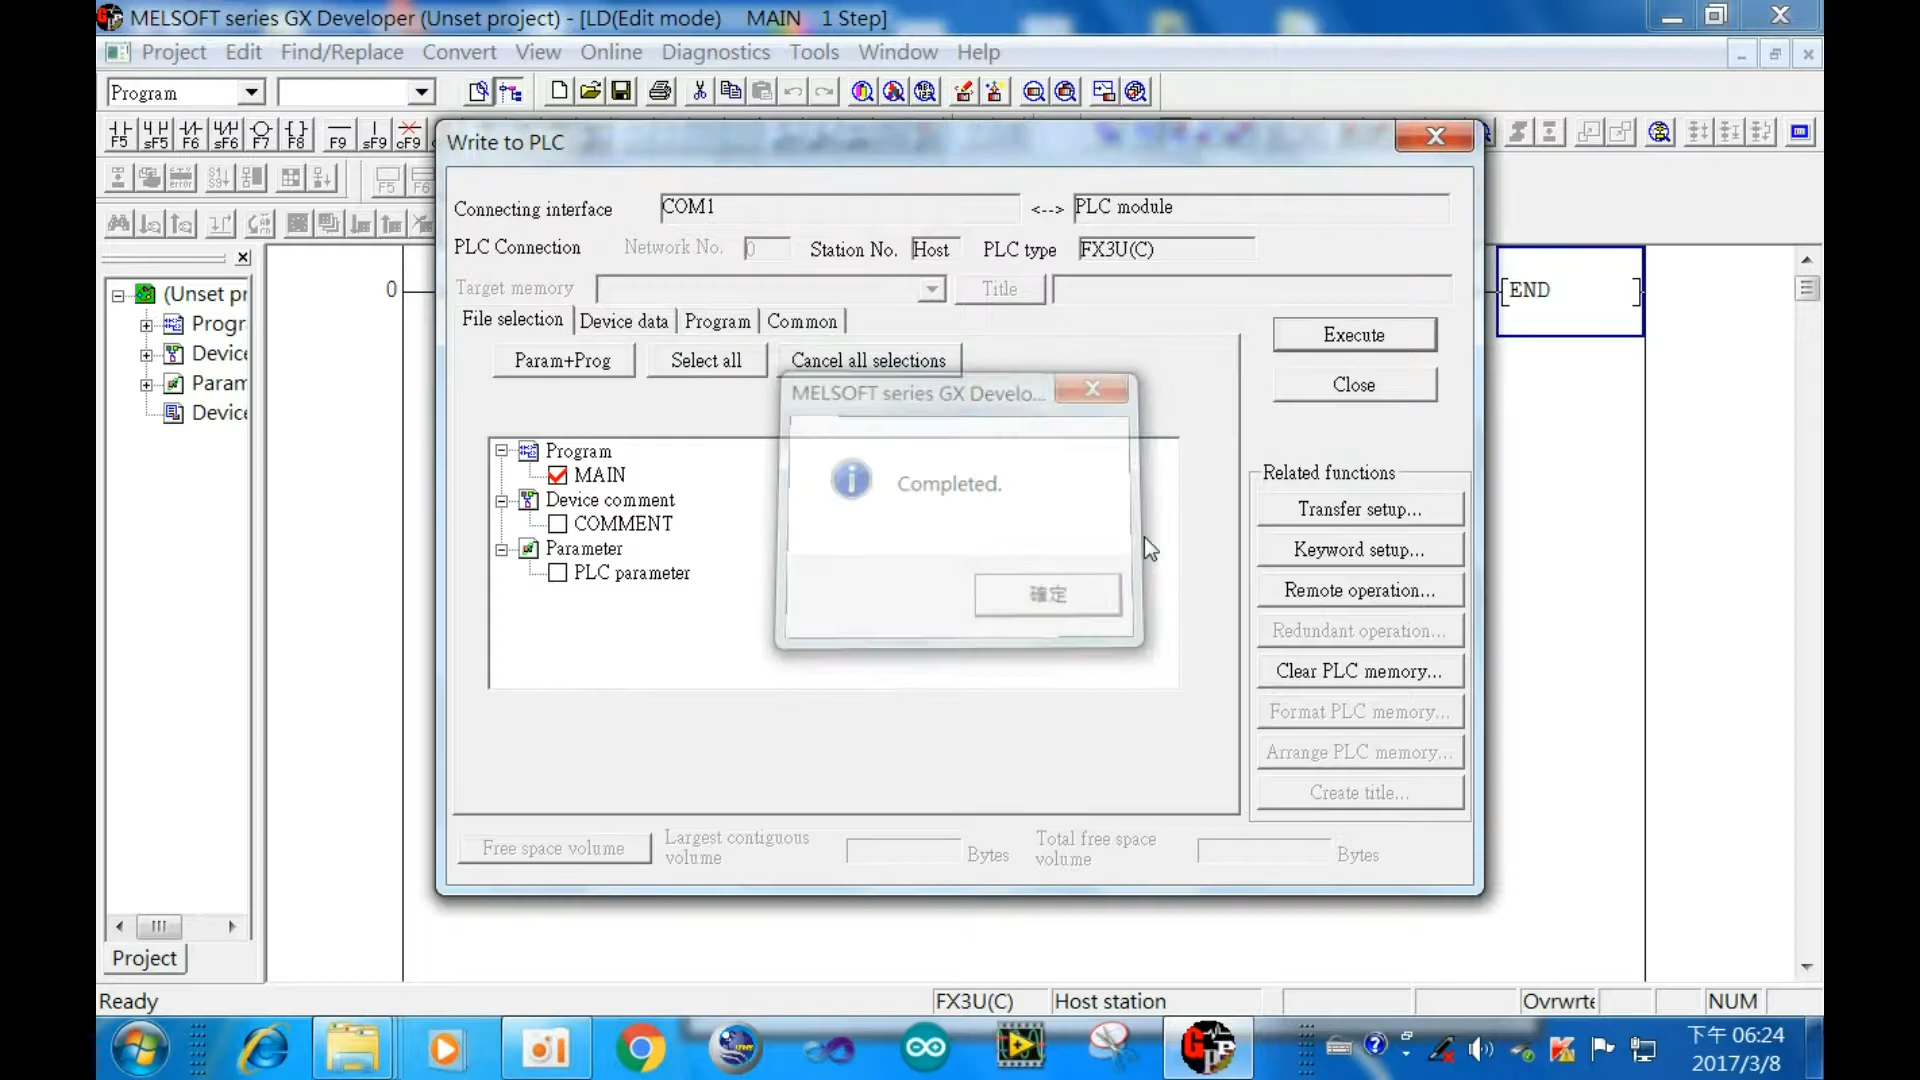 MELSOFT series GX Developer (Unset project) - [LD(Edit mode) MAIN 1 Step]
Project Edit Find/Replace Convert View Online Diagnostics Tools Window Help
Program
F5 sF5 F6 sF6 F7 F8 F9 sF9 cF9
Write to PLC
Connecting interface COM1 <--> PLC module
PLC Connection Network No. 0 Station No. Host PLC type FX3U(C)
Target memory Title
File selection Device data Program Common
Param+Prog Select all Cancel all selections
Execute
Close
MELSOFT series GX Develo...
Completed.
確定
Program
MAIN
Device comment
COMMENT
Parameter
PLC parameter
Related functions
Transfer setup...
Keyword setup...
Remote operation...
Redundant operation...
Clear PLC memory...
Format PLC memory...
Arrange PLC memory...
Create title...
Free space volume Largest contiguous volume Bytes Total free space volume Bytes
(Unset pr
Progr
Device
Param
Device
0
[END ]
Project
Ready FX3U(C) Host station Ovrwrte NUM
下午 06:24
2017/3/8